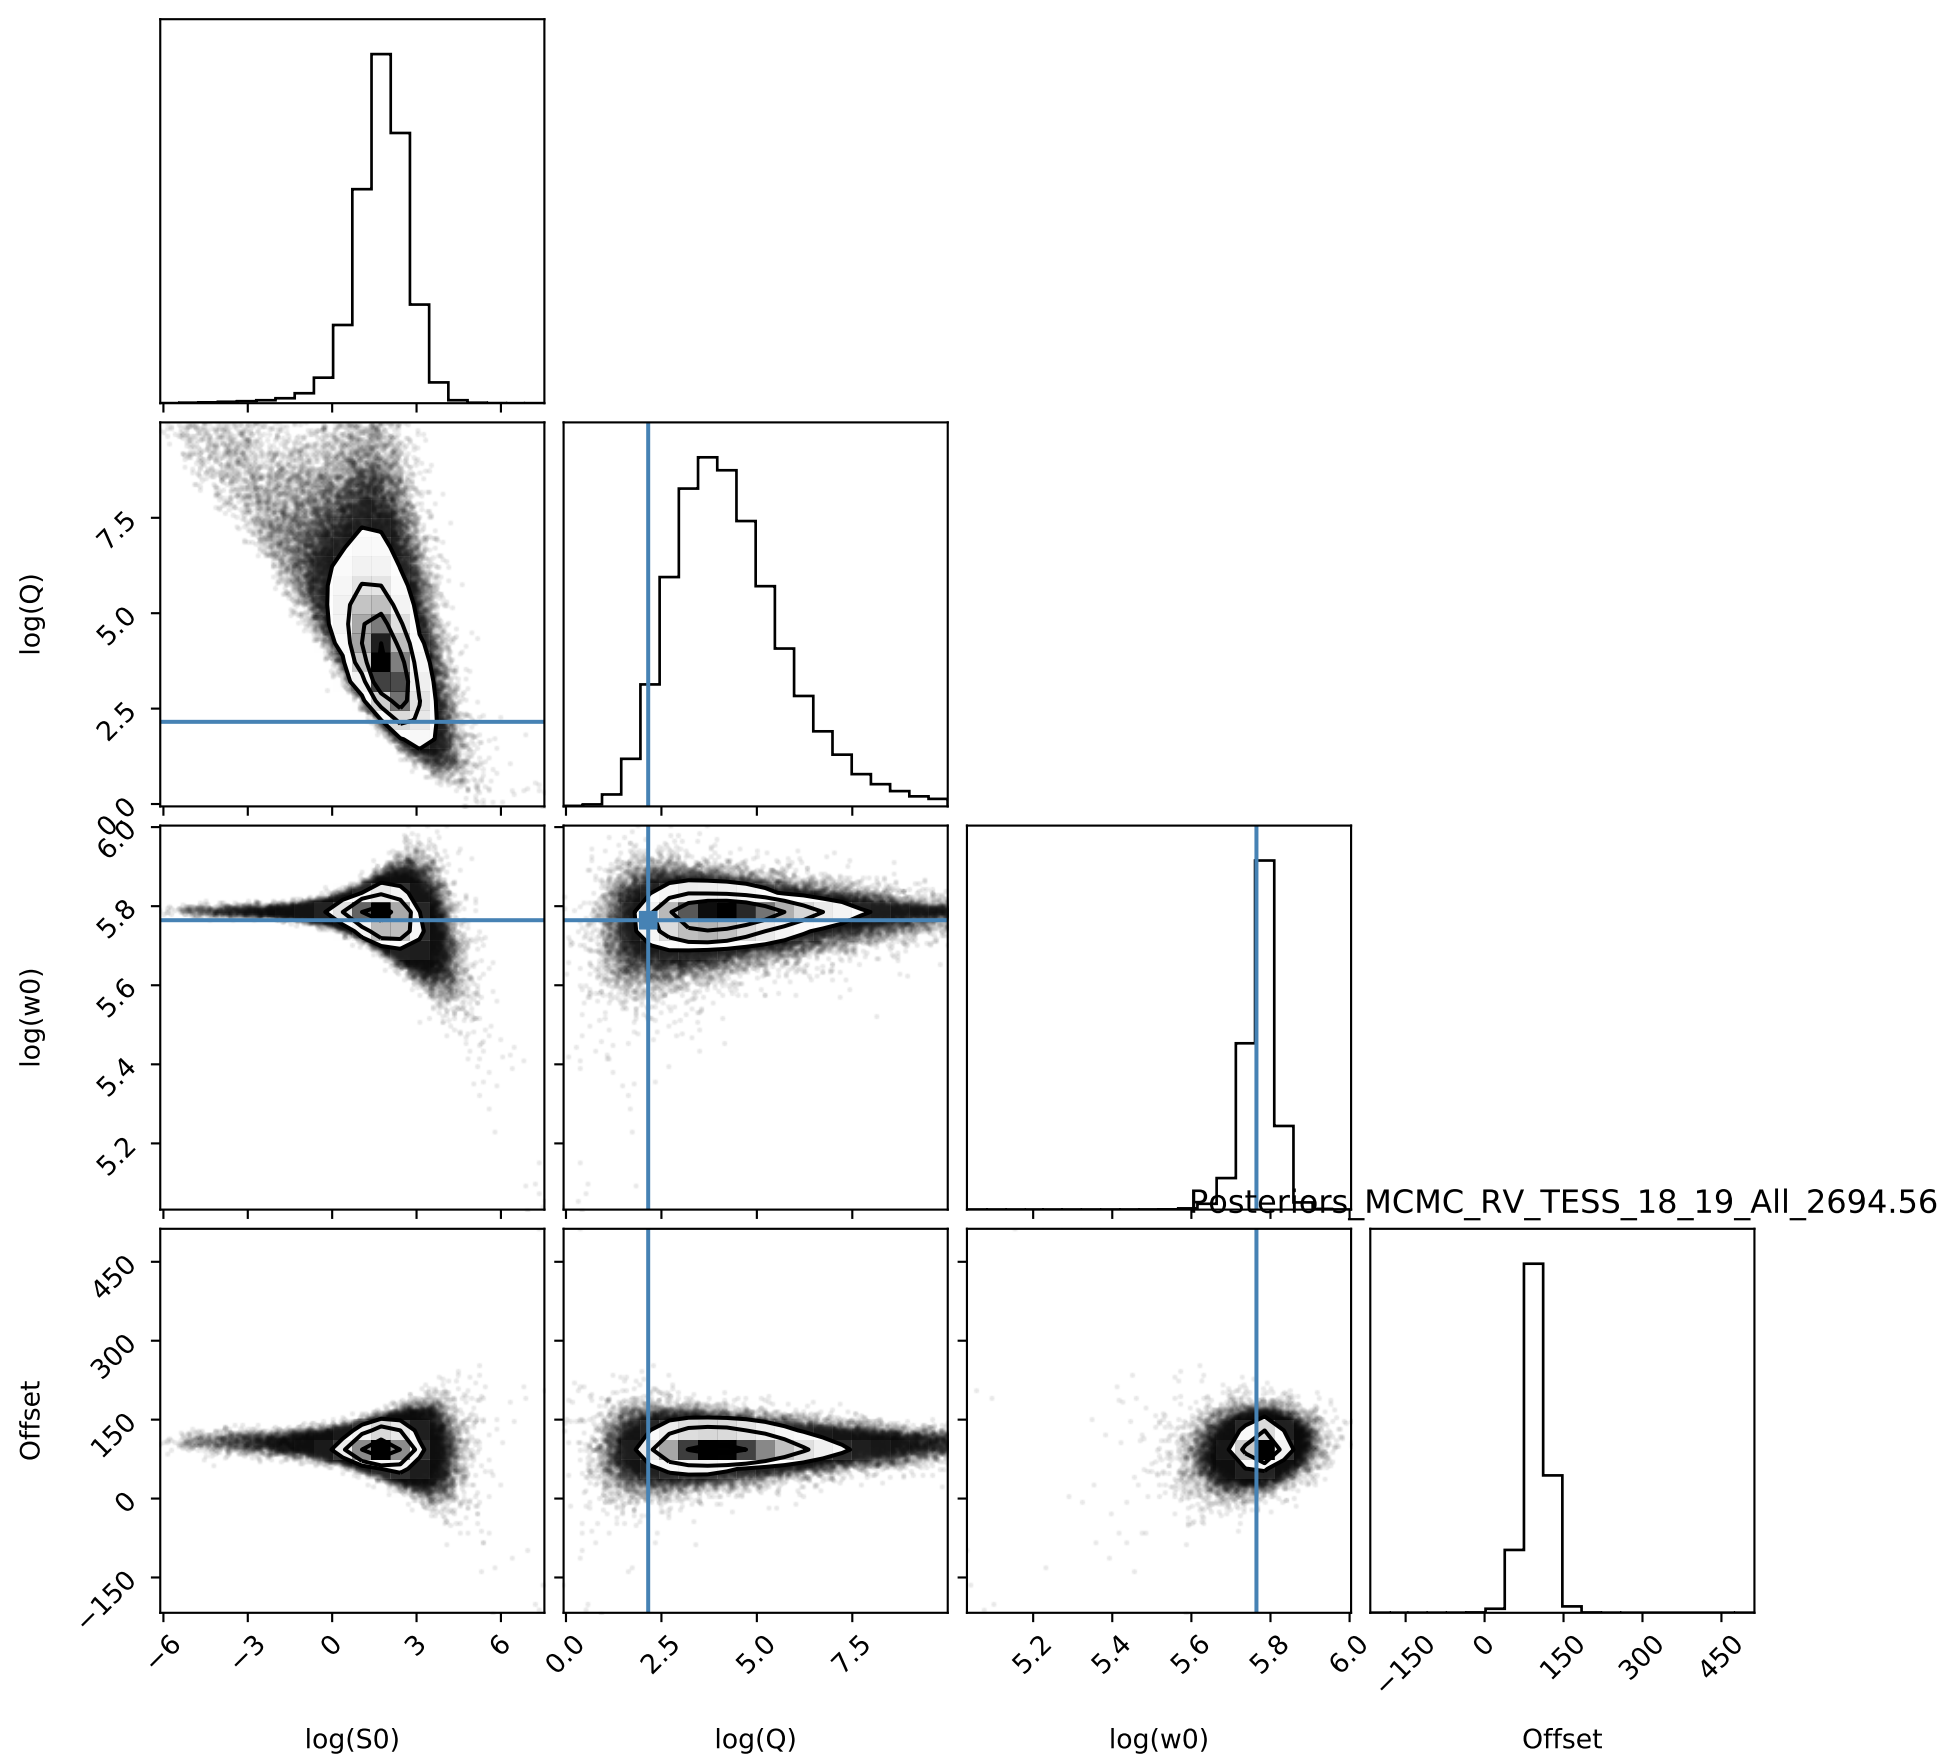 log(Q)
7.5
5.0
2.5
0.0
log(w0)
6.0
5.8
5.6
5.4
5.2
Posteriors_MCMC_RV_TESS_18_19_All_2694.56
Offset
450
300
150
0
−150
−6 −3 0 3 6 0.0 2.5 5.0 7.5 5.2 5.4 5.6 5.8 6.0 −150 0 150 300 450
log(S0) log(Q) log(w0) Offset